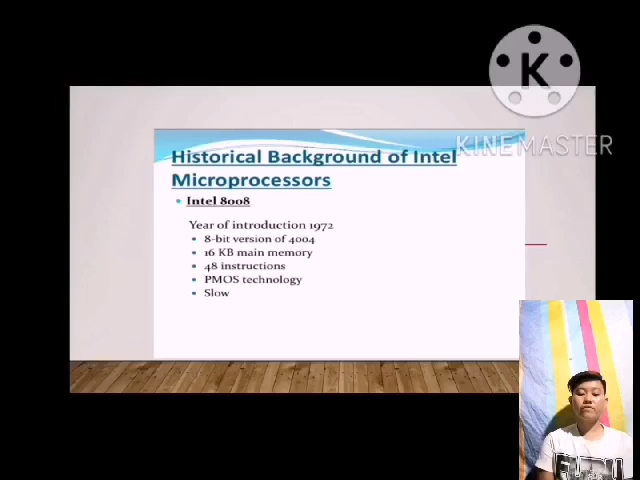 K
KINEMASTER
Historical Background of Intel
Microprocessors
• Intel 8008
Year of introduction 1972
• 8-bit version of 4004
• 16 KB main memory
• 48 instructions
• PMOS technology
• Slow